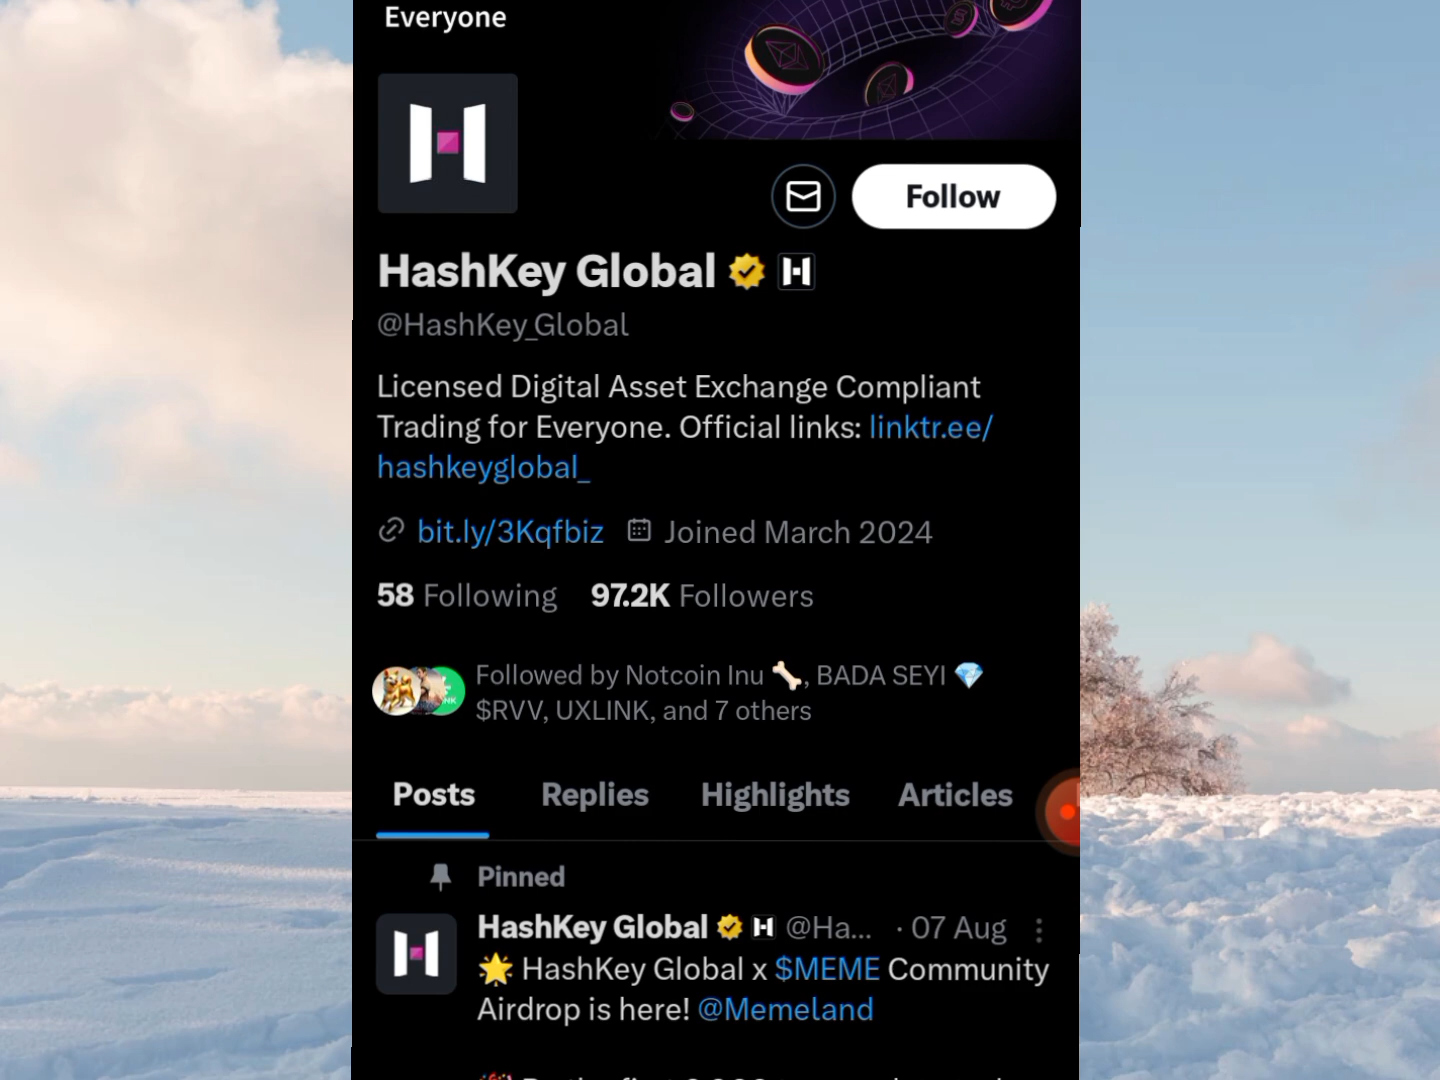 Everyone
Follow
HashKey Global
@HashKey_Global
Licensed Digital Asset Exchange Compliant
Trading for Everyone. Official links: linktr.ee/
hashkeyglobal_
bit.ly/3Kqfbiz Joined March 2024
58 Following 97.2K Followers
Followed by Notcoin Inu 🦴, BADA SEYI 💎
$RVV, UXLINK, and 7 others
Posts Replies Highlights Articles
Pinned
HashKey Global @Ha... · 07 Aug
🌟 HashKey Global x $MEME Community
Airdrop is here! @Memeland